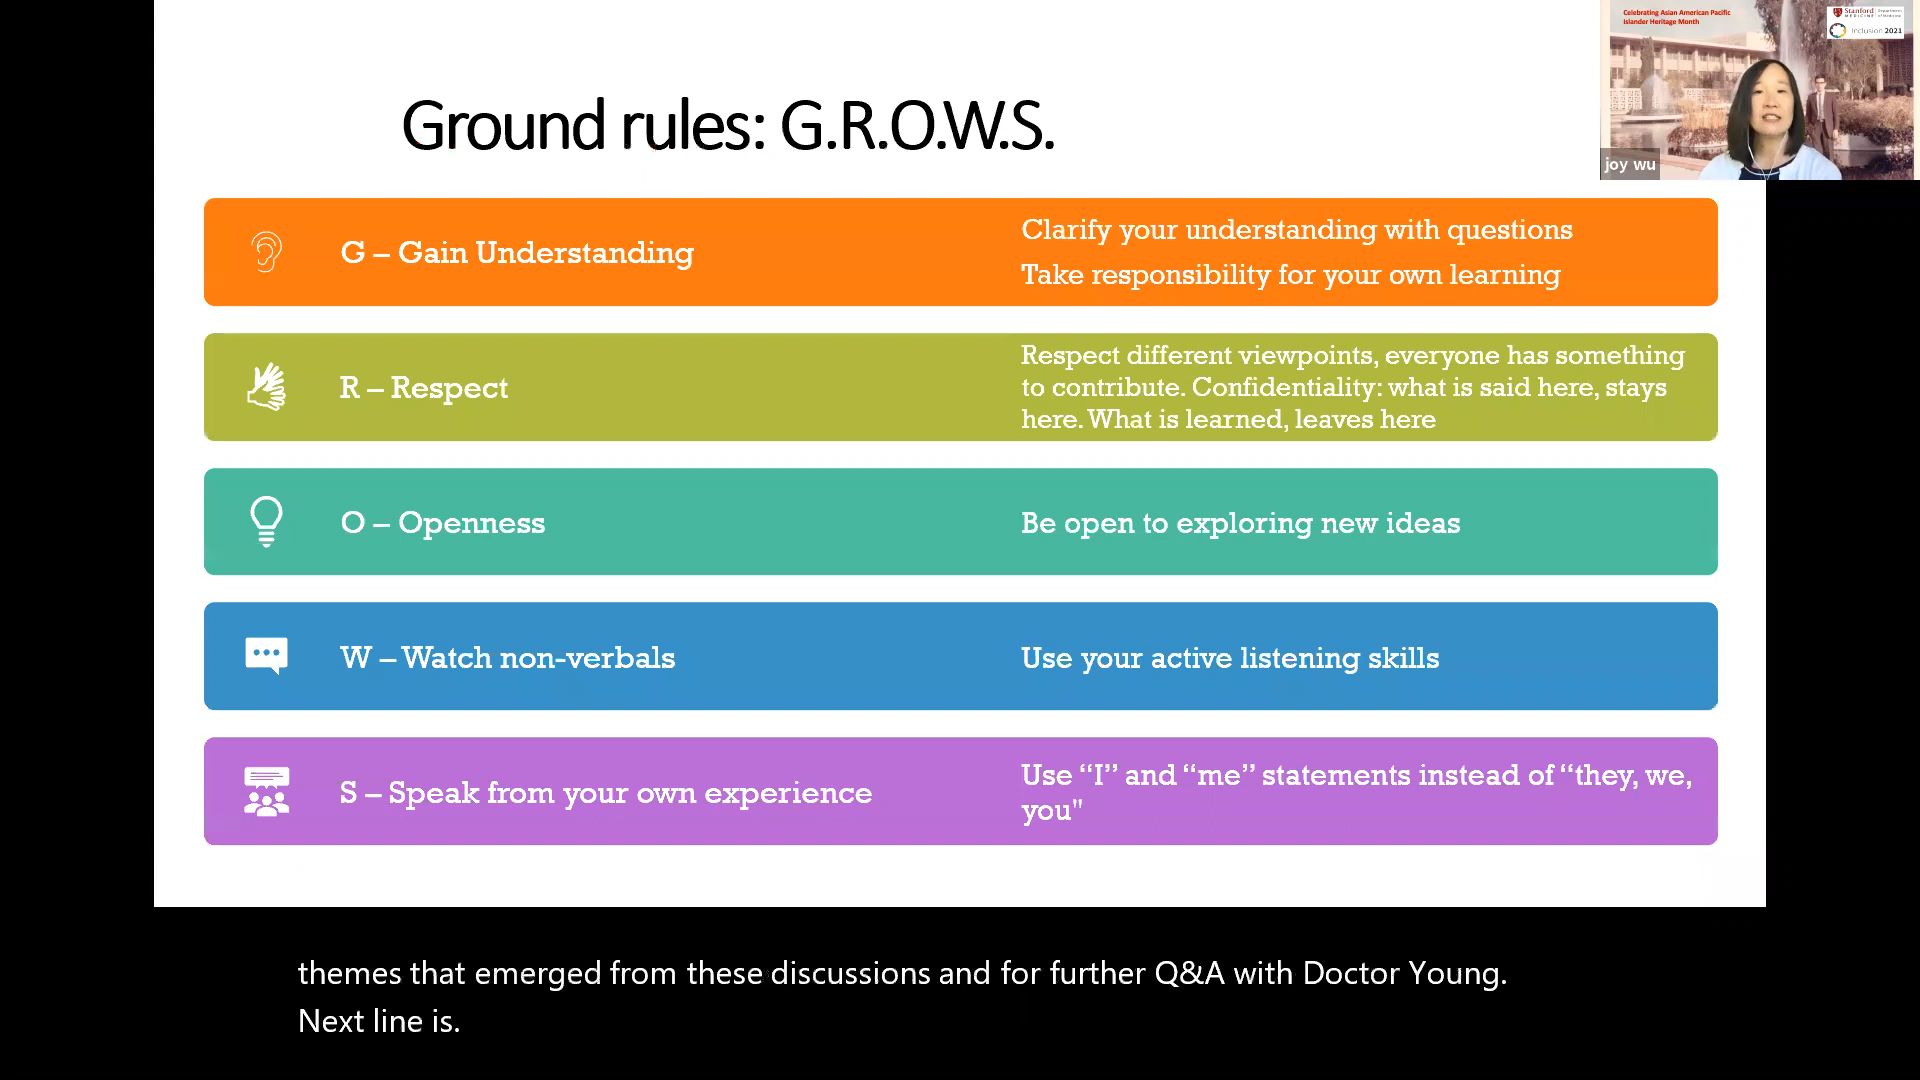 Celebrating Asian American Pacific
Islander Heritage Month
Stanford
MEDICINE
Department
of Medicine
Inclusion 2021
joy wu
Ground rules: G.R.O.W.S.
G – Gain Understanding
Clarify your understanding with questions
Take responsibility for your own learning
R – Respect
Respect different viewpoints, everyone has something
to contribute. Confidentiality: what is said here, stays
here. What is learned, leaves here
O – Openness
Be open to exploring new ideas
W – Watch non-verbals
Use your active listening skills
S – Speak from your own experience
Use “I” and “me” statements instead of “they, we,
you"
themes that emerged from these discussions and for further Q&A with Doctor Young.
Next line is.